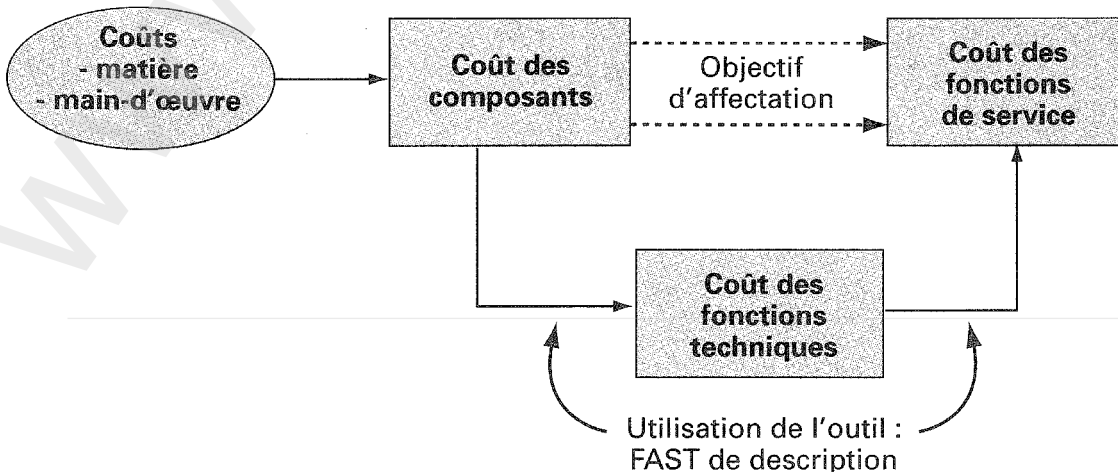 Coûts
- matière
- main-d'œuvre
Coût des
composants
Objectif
d'affectation
Coût des
fonctions
de service
Coût des
fonctions
techniques
Utilisation de l'outil :
FAST de description